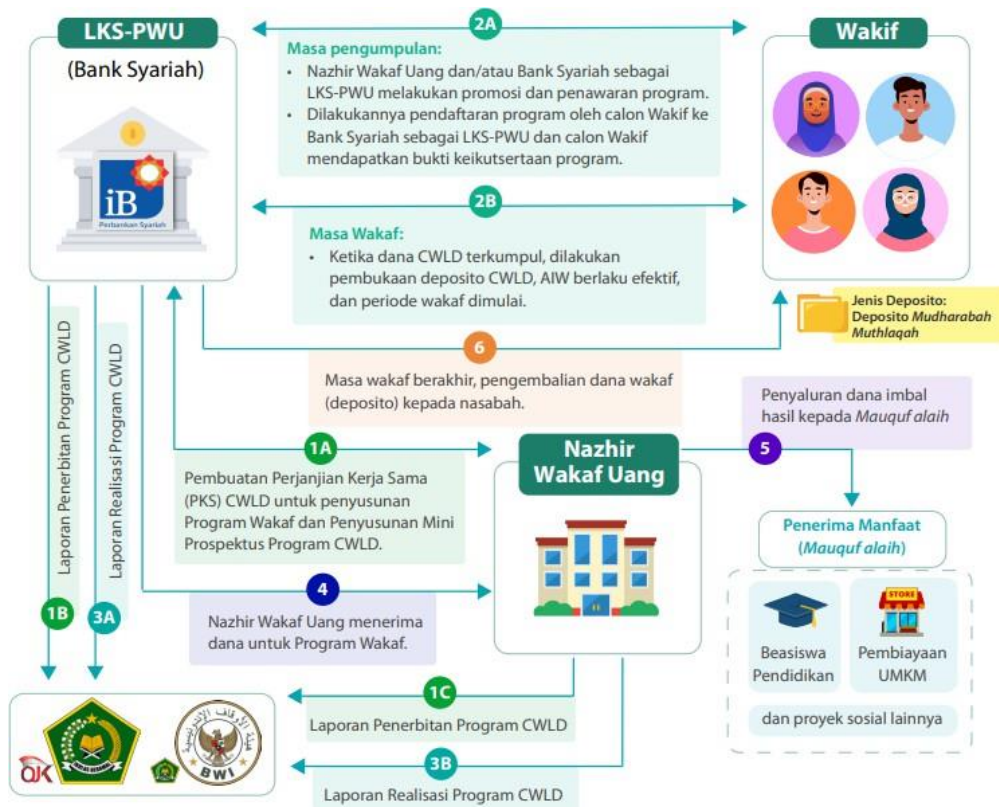 LKS-PWU
(Bank Syariah)
iB
Perbankan Syariah
2A
Masa pengumpulan:
• Nazhir Wakaf Uang dan/atau Bank Syariah sebagai
LKS-PWU melakukan promosi dan penawaran program.
• Dilakukannya pendaftaran program oleh calon Wakif ke
Bank Syariah sebagai LKS-PWU dan calon Wakif
mendapatkan bukti keikutsertaan program.
Wakif
2B
Masa Wakaf:
• Ketika dana CWLD terkumpul, dilakukan
pembukaan deposito CWLD, AIW berlaku efektif,
dan periode wakaf dimulai.
Jenis Deposito:
Deposito Mudharabah
Muthlaqah
6
Masa wakaf berakhir, pengembalian dana wakaf
(deposito) kepada nasabah.
Laporan Penerbitan Program CWLD
1B
Laporan Realisasi Program CWLD
3A
1A
Pembuatan Perjanjian Kerja Sama
(PKS) CWLD untuk penyusunan
Program Wakaf dan Penyusunan Mini
Prospektus Program CWLD.
Nazhir
Wakaf Uang
Penyaluran dana imbal
hasil kepada Mauquf alaih
5
4
Nazhir Wakaf Uang menerima
dana untuk Program Wakaf.
Penerima Manfaat
(Mauquf alaih)
Beasiswa
Pendidikan
STORE
Pembiayaan
UMKM
dan proyek sosial lainnya
1C
Laporan Penerbitan Program CWLD
3B
Laporan Realisasi Program CWLD
OJK
BWI